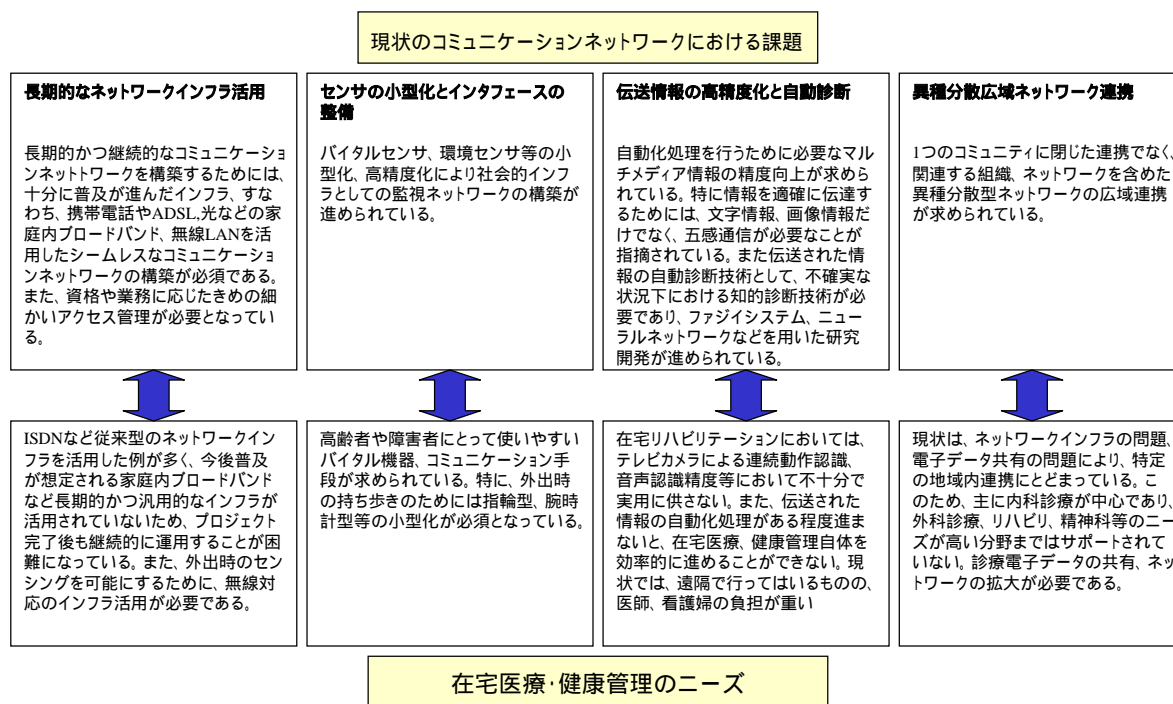 現状のコミュニケーションネットワークにおける課題
長期的なネットワークインフラ活用
長期的かつ継続的なコミュニケーショ
ンネットトワークを構築するためには、
十分に普及が進んだインフラ、すな
わち、携帯電話やADSL,光などの家
庭内ブロードバンド、無線LANを活
用したシームレスなコミュニケーショ
ンネットワークの構築が必須である。
また、資格や業務に応じたきめの細
かいアクセス管理が必要となってい
る。
センサの小型化とインタフェースの
整備
バイタルセンサ、環境センサ等の小
型化、高精度化により社会的インフ
ラとしての監視ネットワークの構築が
進められている。
伝送情報の高精度化と自動診断
自動化処理を行うために必要なマル
チメディア情報の精度向上が求めら
れている。特に情報を適確に伝達す
るためには、文字情報、画像情報だ
けでなく、五感通信が必要なことが
指摘されている。また伝送された情
報の自動診断技術として、不確実な
状況下における知的診断技術が必
要であり、ファジイシステム、ニュー
ラルネットワークなどを用いた研究
開発が進められている。
異種分散広域ネットワーク連携
1つのコミュニティに閉じた連携でなく、
関連する組織、ネットワークを含めた
異種分散型ネットワークの広域連携
が求められている。
ISDNなど従来型のネットワークイン
フラを活用した例が多く、今後普及
が想定される家庭内ブロードバンド
など長期的かつ汎用的なインフラが
活用されていないため、プロジェクト
完了後も継続的に運用することが困
難になっている。また、外出時のセン
シングを可能にするために、無線対
応のインフラ活用が必要である。
高齢者や障害者にとって使いやすい
バイタル機器、コミュニケーション手
段が求められている。特に、外出時
の持ち歩きのためには指輪型、腕時
計型等の小型化が必須となっている。
在宅リハビリテーションにおいては、
テレビカメラによる連続動作認識、
音声認識精度等において不十分で
実用に供さない。また、伝送された
情報の自動化処理がある程度進ま
ないと、在宅医療、健康管理自体を
効率的に進めることができない。現
状では、遠隔で行ってはいるものの、
医師、看護婦の負担が重い
現状は、ネットワークインフラの問題、
電子データ共有の問題により、特定
の地域内連携にとどまっている。こ
のため、主に内科診療が中心であり、
外科診療、リハビリ、精神科等のニー
ズが高い分野まではサポートされて
いない。診療電子データの共有、ネッ
トワークの拡大が必要である。
在宅医療・健康管理のニーズ